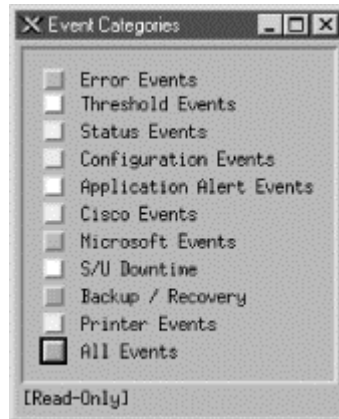 Event Categories
Error Events
Threshold Events
Status Events
Configuration Events
Application Alert Events
Cisco Events
Microsoft Events
S/U Downtime
Backup / Recovery
Printer Events
All Events
[Read-Only]